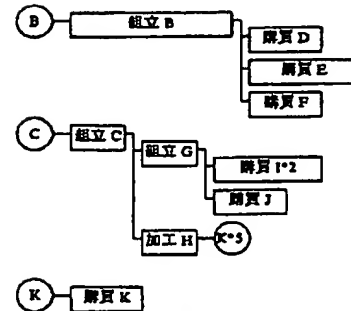 B 組立 B
購買 D
購買 E
購買 F
C 組立 C 組立 G
購買 I*2
購買 J
加工 H K*5
K 購買 K